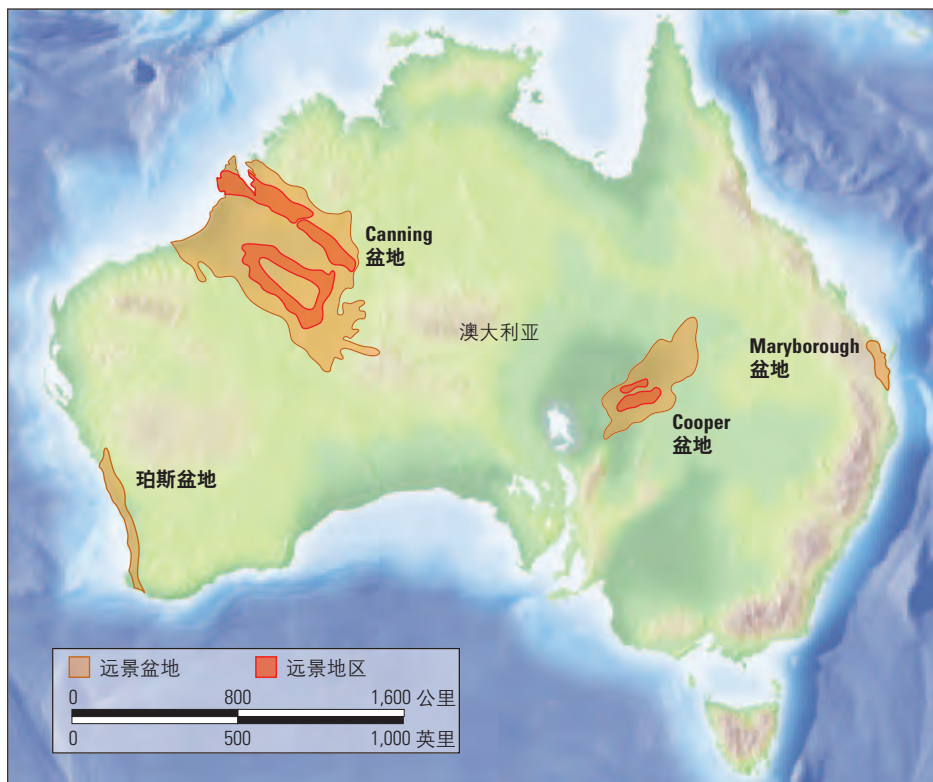 Canning
盆地
澳大利亚
Maryborough
盆地
Cooper
盆地
珀斯盆地
远景盆地 远景地区
0 800 1,600 公里
0 500 1,000 英里